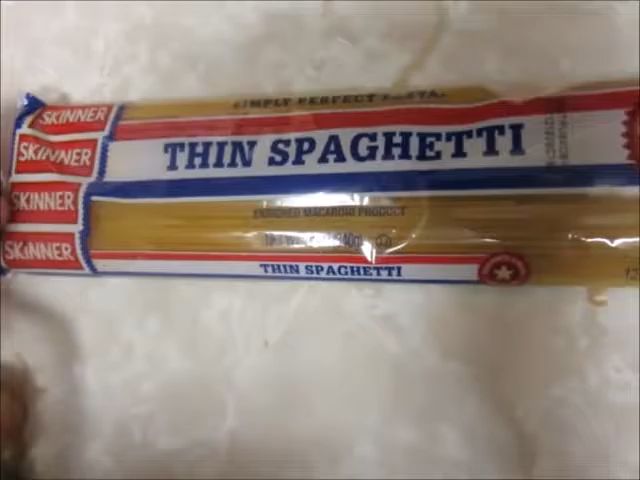 SKINNER
SIMPLY PERFECT PASTA
SKINNER
THIN SPAGHETTI
SKINNER
ENRICHED MACARONI PRODUCT
SKINNER
THIN SPAGHETTI